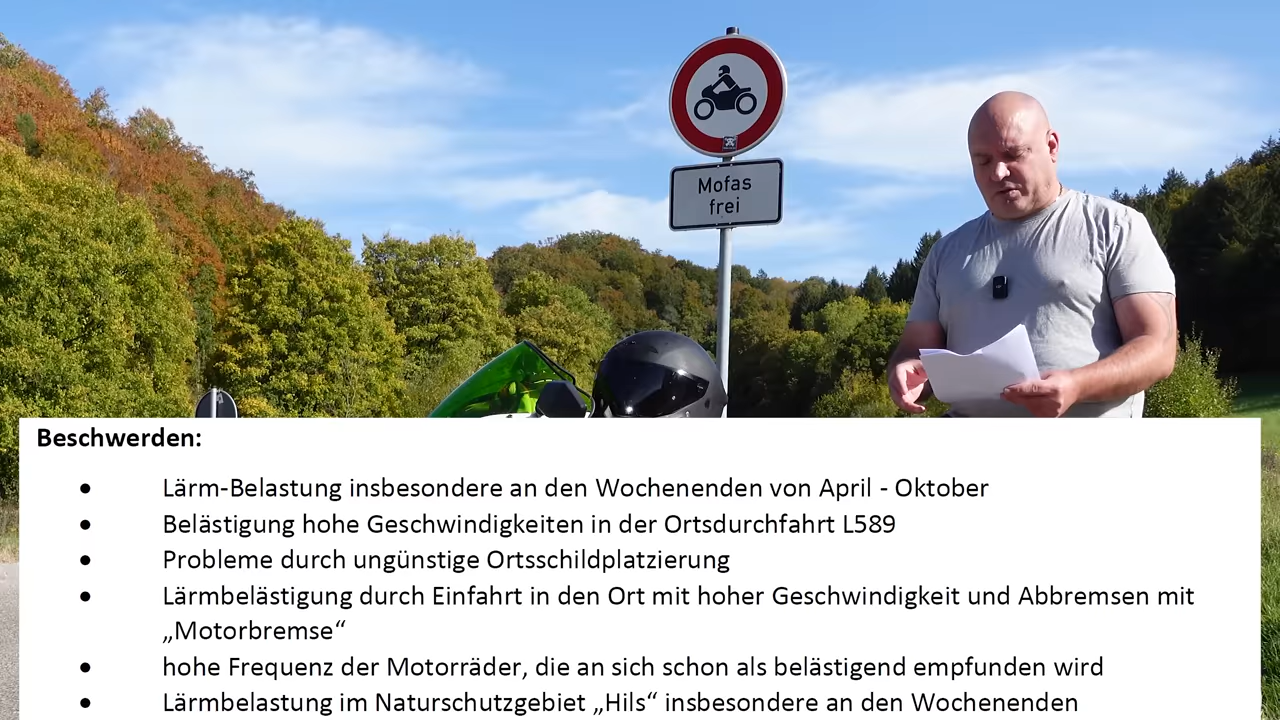 Mofas
frei
Beschwerden:
• Lärm-Belastung insbesondere an den Wochenenden von April - Oktober
• Belästigung hohe Geschwindigkeiten in der Ortsdurchfahrt L589
• Probleme durch ungünstige Ortsschildplatzierung
• Lärmbelästigung durch Einfahrt in den Ort mit hoher Geschwindigkeit und Abbremsen mit
„Motorbremse“
• hohe Frequenz der Motorräder, die an sich schon als belästigend empfunden wird
• Lärmbelastung im Naturschutzgebiet „Hils“ insbesondere an den Wochenenden